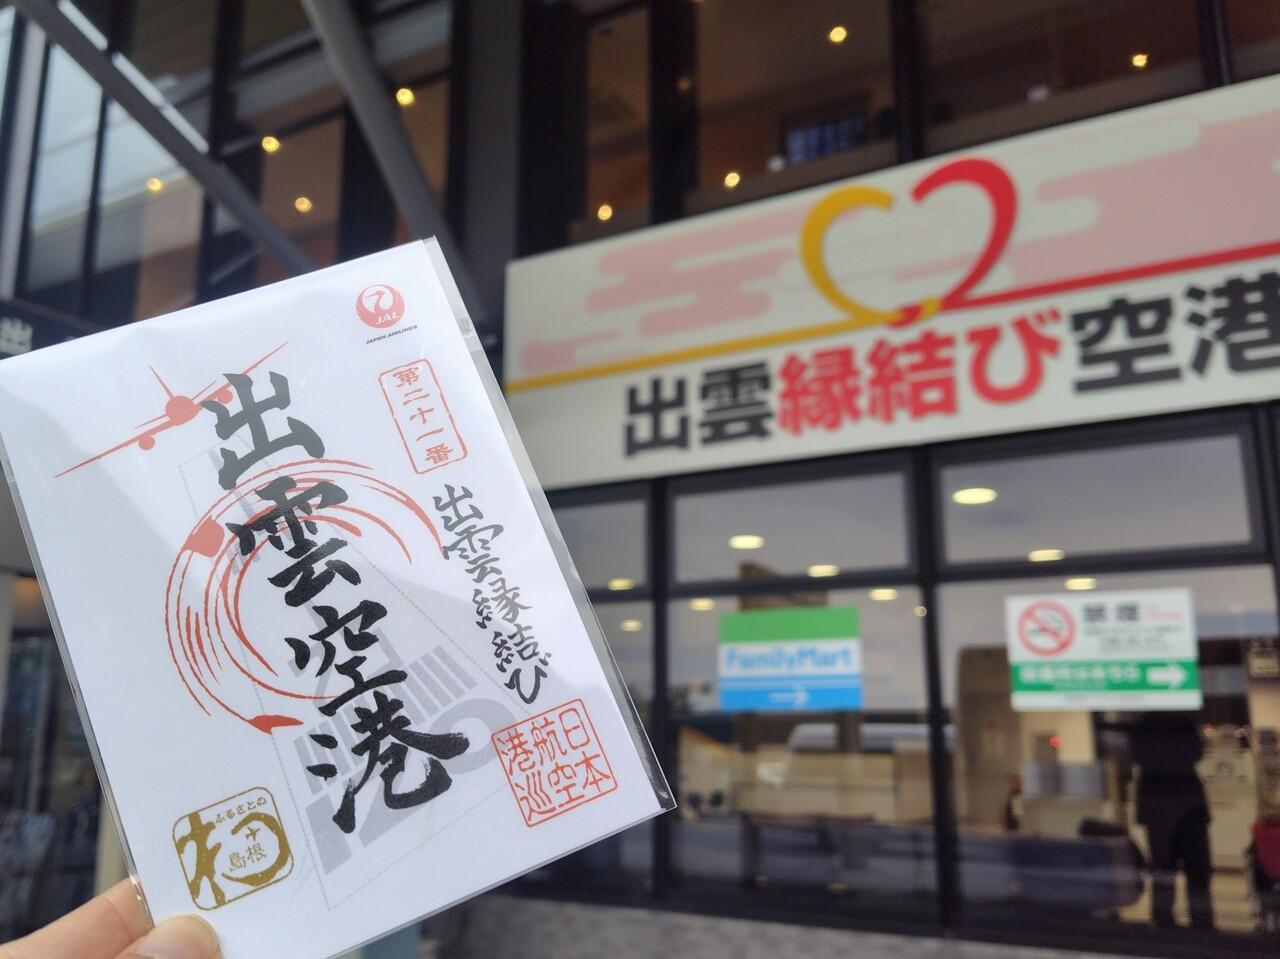 出雲縁結び空港
FamilyMart
禁煙
出
JAL
JAPAN AIRLINES
第二十一番
出雲空港
出雲縁結び
日本
航空
港巡
ふるさとの
島根